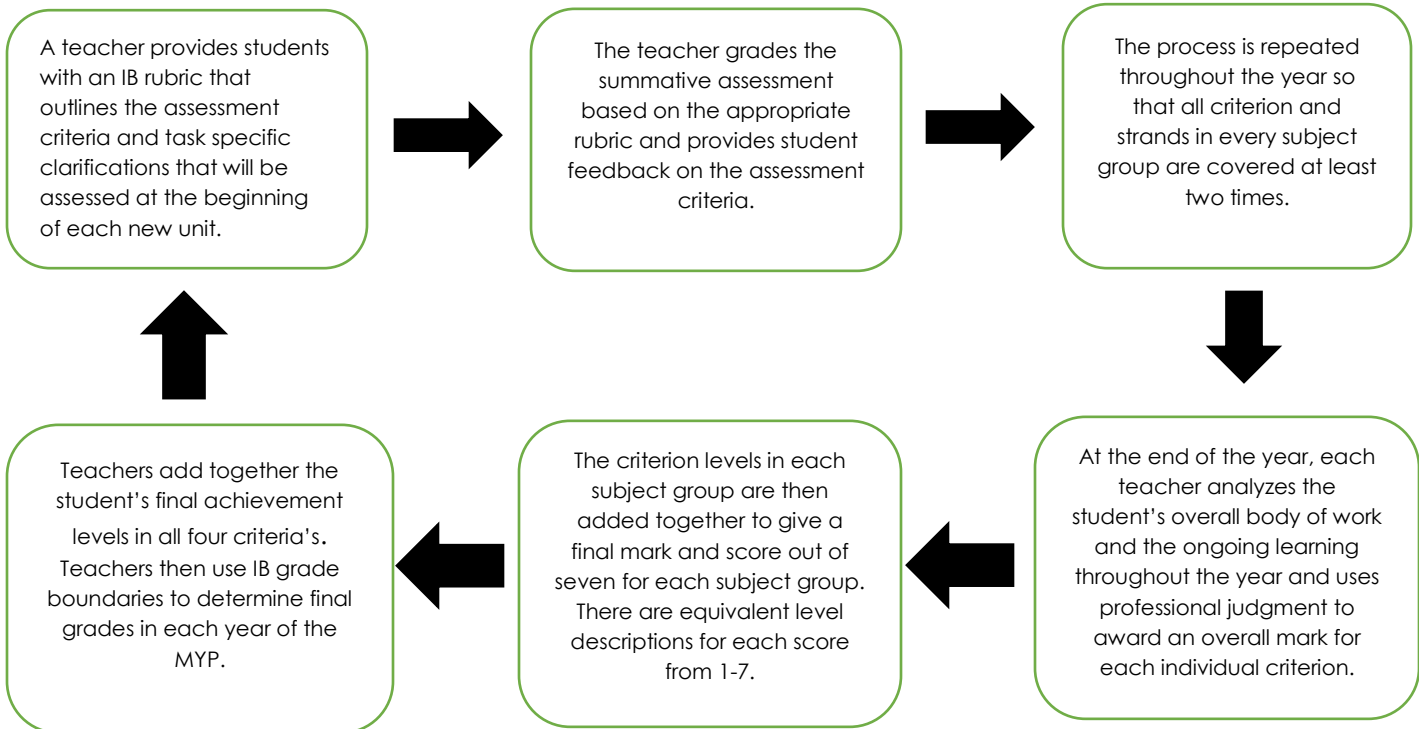 A teacher provides students
with an IB rubric that
outlines the assessment
criteria and task specific
clarifications that will be
assessed at the beginning
of each new unit.
The teacher grades the
summative assessment
based on the appropriate
rubric and provides student
feedback on the assessment
criteria.
The process is repeated
throughout the year so
that all criterion and
strands in every subject
group are covered at least
two times.
At the end of the year, each
teacher analyzes the
student’s overall body of work
and the ongoing learning
throughout the year and uses
professional judgment to
award an overall mark for
each individual criterion.
The criterion levels in each
subject group are then
added together to give a
final mark and score out of
seven for each subject group.
There are equivalent level
descriptions for each score
from 1-7.
Teachers add together the
student’s final achievement
levels in all four criteria’s.
Teachers then use IB grade
boundaries to determine final
grades in each year of the
MYP.